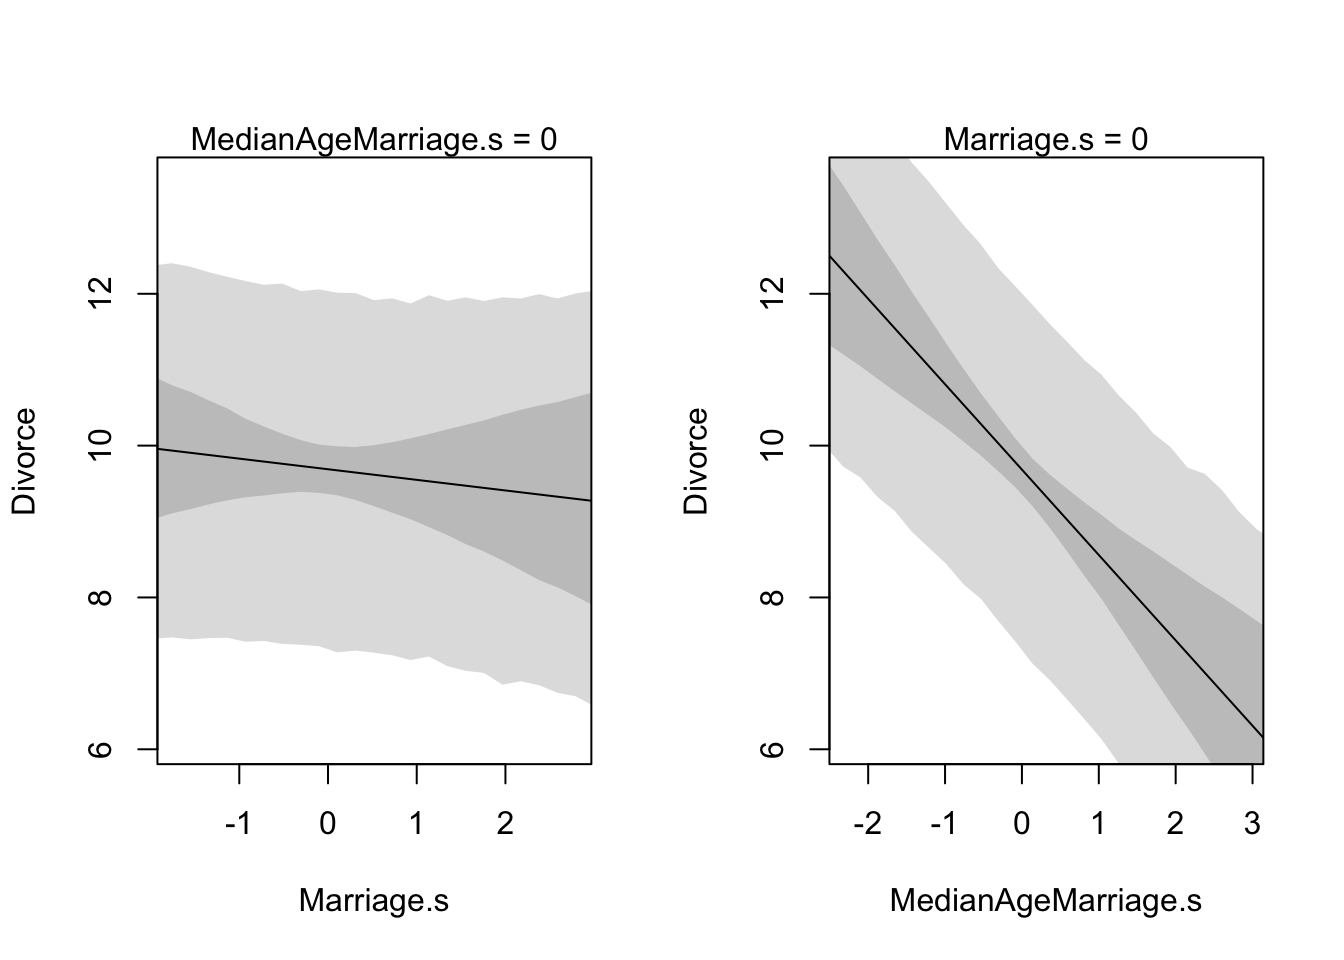 MedianAgeMarriage.s = 0
Divorce
12
10
8
6
-1 0 1 2
Marriage.s
Marriage.s = 0
Divorce
12
10
8
6
-2 -1 0 1 2 3
MedianAgeMarriage.s